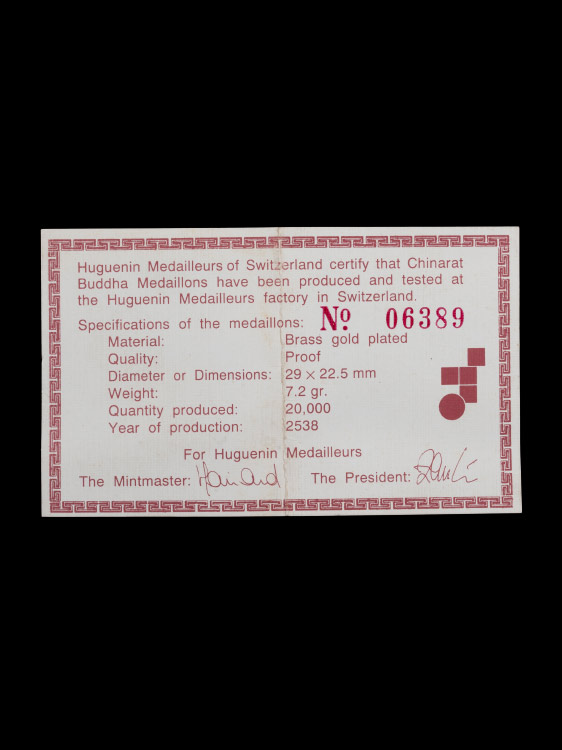 Huguenin Medailleurs of Switzerland certify that Chinarat
Buddha Medaillons have been produced and tested at
the Huguenin Medailleurs factory in Switzerland.
Specifications of the medaillons: No 06389
Material: Brass gold plated
Quality: Proof
Diameter or Dimensions: 29 × 22.5 mm
Weight: 7.2 gr.
Quantity produced: 20,000
Year of production: 2538
For Huguenin Medailleurs
The Mintmaster: The President: